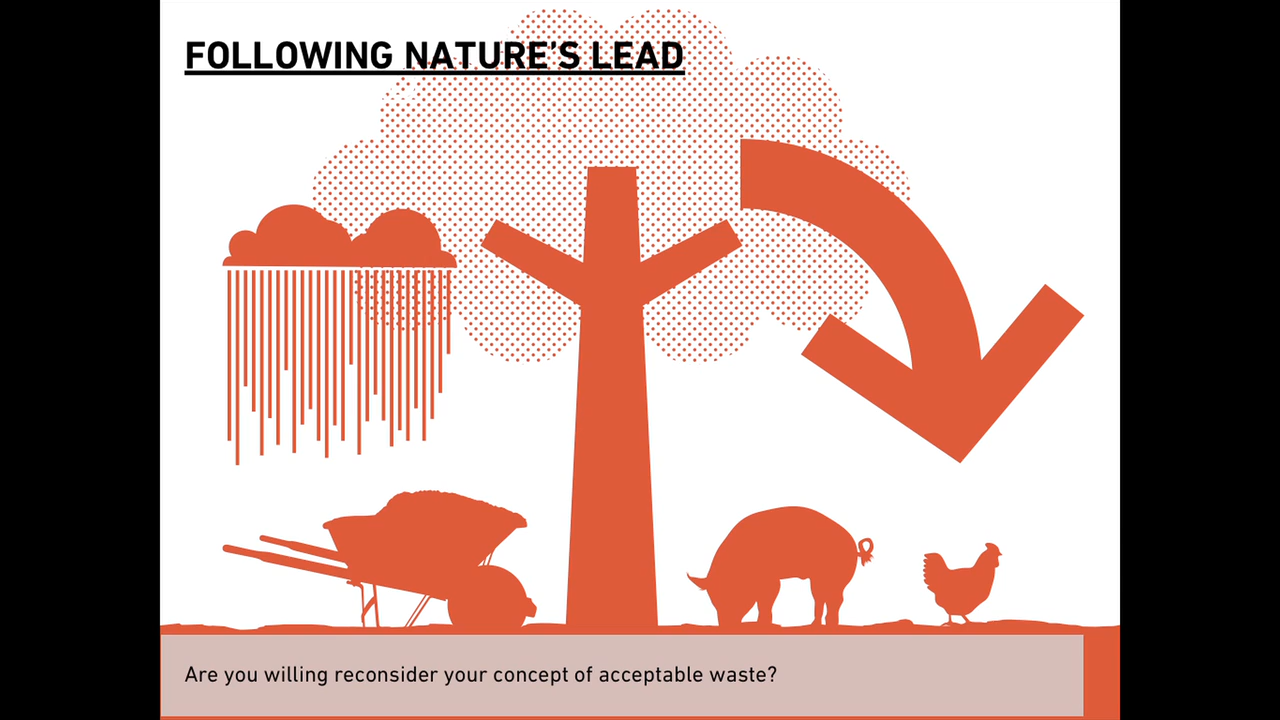 FOLLOWING NATURE’S LEAD
Are you willing reconsider your concept of acceptable waste?